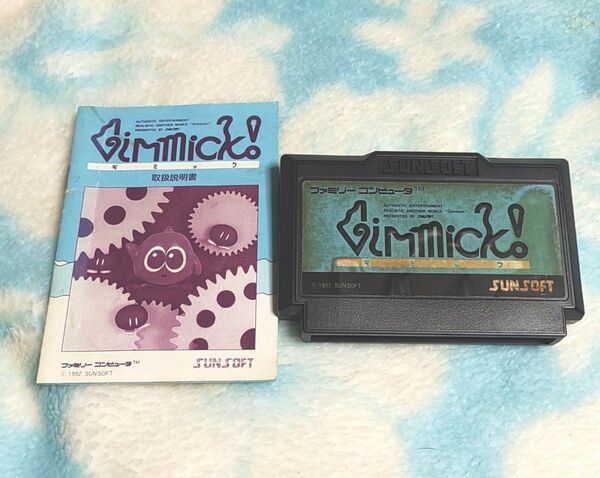 AUTHENTIC ENTERTAINMENT
REALISTIC ANOTHER WORLD "Gimmick!"
PRESENTED BY SUNSOFT
Gimmick!
ギミック
取扱説明書
ファミリー コンピュータ™
© 1992 SUNSOFT
SUNSOFT
SUNSOFT
ファミリー コンピュータ™
AUTHENTIC ENTERTAINMENT
REALISTIC ANOTHER WORLD "Gimmick!"
PRESENTED BY SUNSOFT
Gimmick!
ギミック
© 1992 SUNSOFT
SUNSOFT